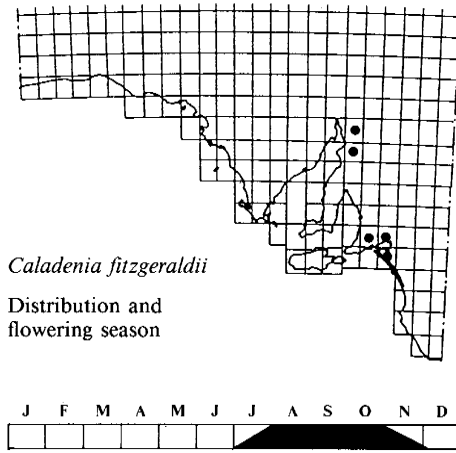 Caladenia fitzgeraldii
Distribution and
flowering season
J F M A M J J A S O N D